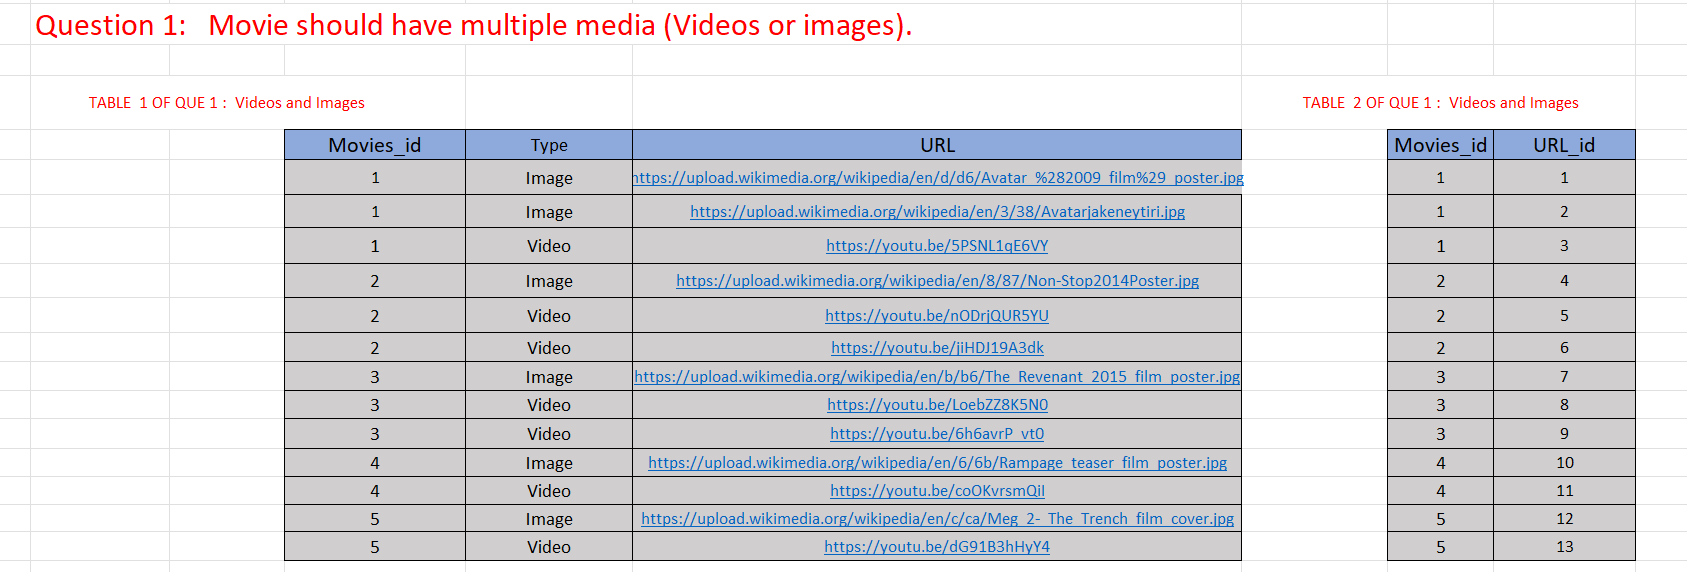 Question 1: Movie should have multiple media (Videos or images).
TABLE 1 OF QUE 1 : Videos and Images
TABLE 2 OF QUE 1 : Videos and Images
Movies_id Type URL Movies_id URL_id
1 Image https://upload.wikimedia.org/wikipedia/en/d/d6/Avatar_%282009_film%29_poster.jpg 1 1
1 Image https://upload.wikimedia.org/wikipedia/en/3/38/Avatarjakeneytiri.jpg 1 2
1 Video https://youtu.be/5PSNL1qE6VY 1 3
2 Image https://upload.wikimedia.org/wikipedia/en/8/87/Non-Stop2014Poster.jpg 2 4
2 Video https://youtu.be/nODrjQUR5YU 2 5
2 Video https://youtu.be/jiHDJ19A3dk 2 6
3 Image https://upload.wikimedia.org/wikipedia/en/b/b6/The_Revenant_2015_film_poster.jpg 3 7
3 Video https://youtu.be/LoebZZ8K5N0 3 8
3 Video https://youtu.be/6h6avrP_vt0 3 9
4 Image https://upload.wikimedia.org/wikipedia/en/6/6b/Rampage_teaser_film_poster.jpg 4 10
4 Video https://youtu.be/coOKvrsmQiI 4 11
5 Image https://upload.wikimedia.org/wikipedia/en/c/ca/Meg_2-_The_Trench_film_cover.jpg 5 12
5 Video https://youtu.be/dG91B3hHyY4 5 13